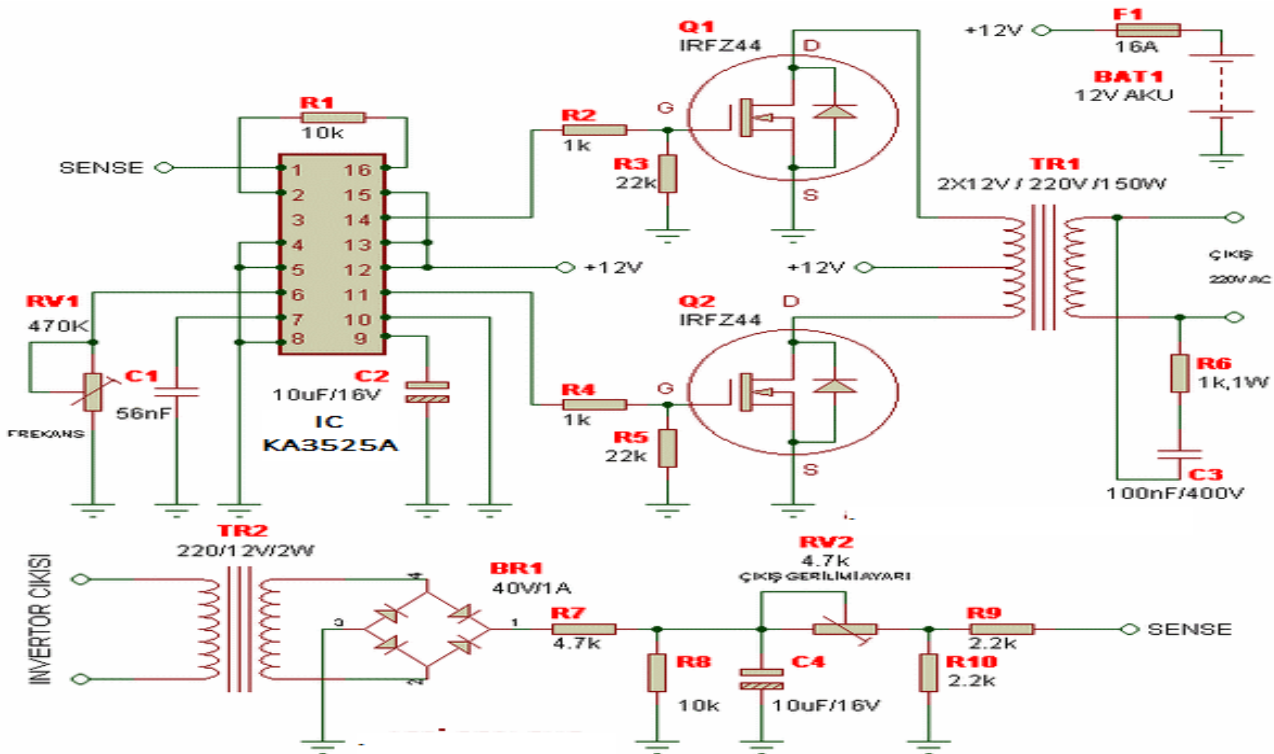 Q1
IRFZ44
D
G
S
+12V
F1
16A
BAT1
12V AKU
R1
10k
SENSE
1
2
3
4
5
6
7
8
16
15
14
13
12
11
10
9
R2
1k
R3
22k
TR1
2X12V / 220V /150W
+12V
+12V
ÇIKIŞ
220V AC
RV1
470K
FREKANS
C1
56nF
C2
10uF/16V
IC
KA3525A
Q2
IRFZ44
D
G
S
R4
1k
R5
22k
R6
1k,1W
C3
100nF/400V
INVERTOR CIKISI
TR2
220/12V/2W
BR1
40V/1A
4
3
1
2
R7
4.7k
R8
10k
C4
10uF/16V
RV2
4.7k
ÇIKIŞ GERİLİMİ AYARI
R9
2.2k
R10
2.2k
SENSE